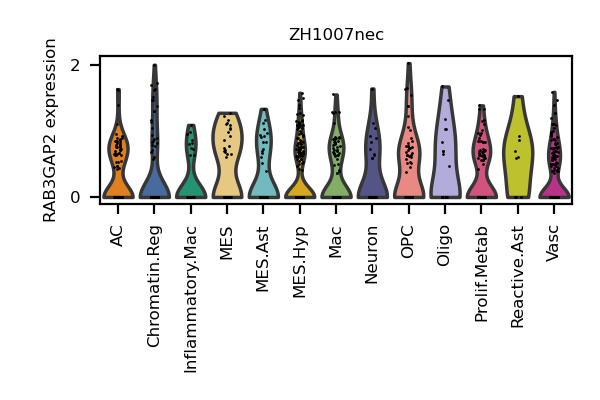 ZH1007nec
RAB3GAP2 expression
2
0
AC
Chromatin.Reg
Inflammatory.Mac
MES
MES.Ast
MES.Hyp
Mac
Neuron
OPC
Oligo
Prolif.Metab
Reactive.Ast
Vasc